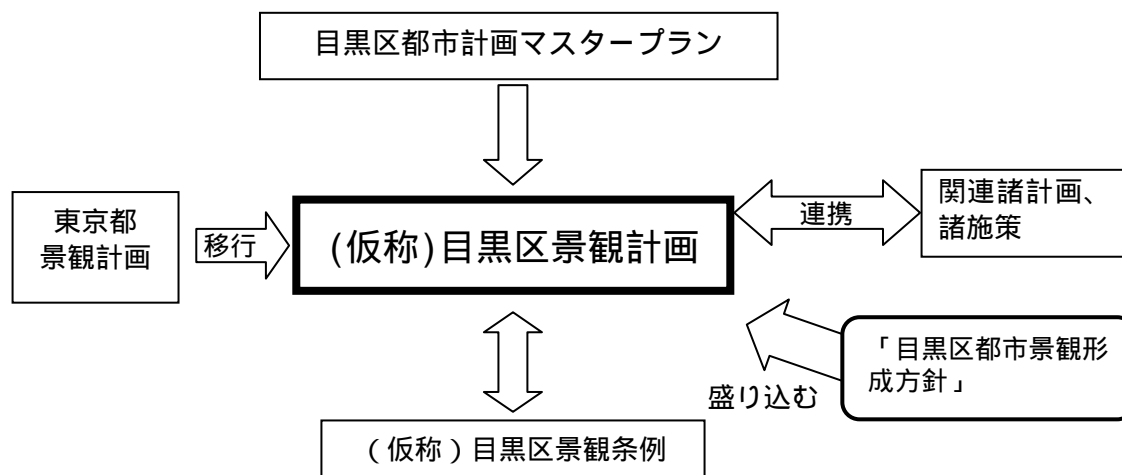 目黒区都市計画マスタープラン
東京都
景観計画
移行
(仮称)目黒区景観計画
連携
関連諸計画、
諸施策
「目黒区都市景観形
成方針」
盛り込む
（仮称）目黒区景観条例